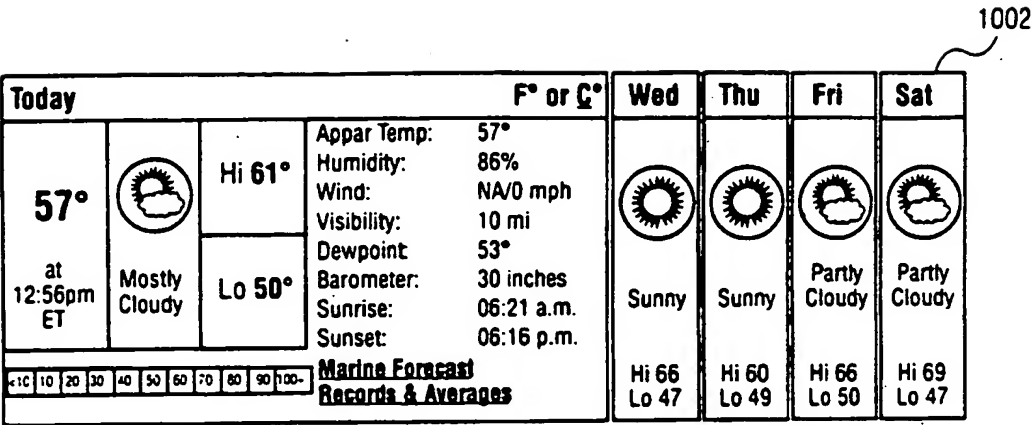 1002
Today F° or C°
57°
at
12:56pm
ET
Mostly
Cloudy
Hi 61°
Lo 50°
Appar Temp: 57°
Humidity: 86%
Wind: NA/0 mph
Visibility: 10 mi
Dewpoint 53°
Barometer: 30 inches
Sunrise: 06:21 a.m.
Sunset: 06:16 p.m.
<10 10 20 30 40 50 60 70 80 90 100+
Marine Forecast
Records & Averages
Wed
Sunny
Hi 66
Lo 47
Thu
Sunny
Hi 60
Lo 49
Fri
Partly
Cloudy
Hi 66
Lo 50
Sat
Partly
Cloudy
Hi 69
Lo 47